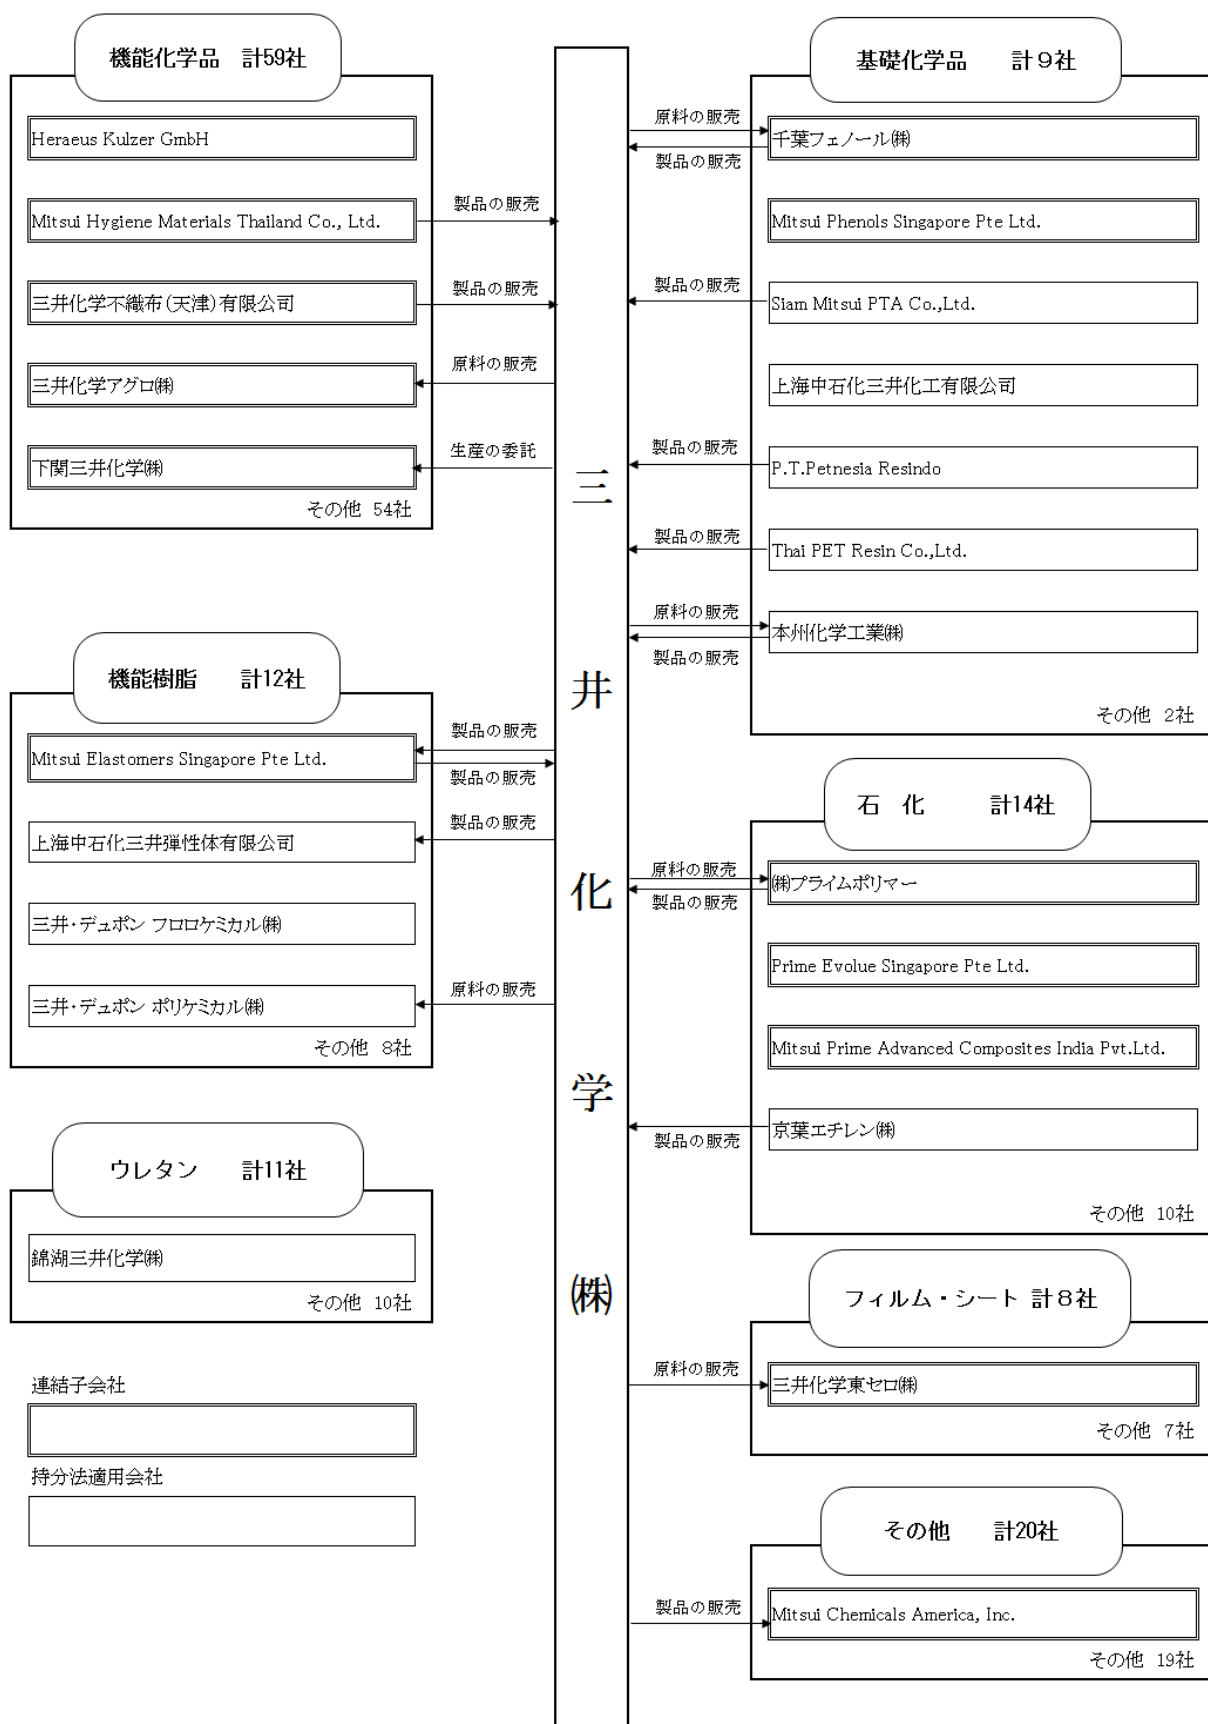 機能化学品　計59社
Heraeus Kulzer GmbH
Mitsui Hygiene Materials Thailand Co., Ltd.
製品の販売
三井化学不織布(天津)有限公司
製品の販売
三井化学アグロ㈱
原料の販売
下関三井化学㈱
生産の委託
その他 54社
機能樹脂　計12社
Mitsui Elastomers Singapore Pte Ltd.
製品の販売
製品の販売
上海中石化三井弾性体有限公司
製品の販売
三井・デュポン フロロケミカル㈱
三井・デュポン ポリケミカル㈱
原料の販売
その他 8社
ウレタン　計11社
錦湖三井化学㈱
その他 10社
連結子会社
持分法適用会社
三井化学㈱
基礎化学品　計９社
原料の販売
千葉フェノール㈱
製品の販売
Mitsui Phenols Singapore Pte Ltd.
製品の販売
Siam Mitsui PTA Co.,Ltd.
上海中石化三井化工有限公司
製品の販売
P.T.Petnesia Resindo
製品の販売
Thai PET Resin Co.,Ltd.
原料の販売
本州化学工業㈱
製品の販売
その他 2社
石　化　計14社
原料の販売
㈱プライムポリマー
製品の販売
Prime Evolue Singapore Pte Ltd.
Mitsui Prime Advanced Composites India Pvt.Ltd.
京葉エチレン㈱
製品の販売
その他 10社
フィルム・シート 計８社
原料の販売
三井化学東セロ㈱
その他 7社
その他　計20社
製品の販売
Mitsui Chemicals America, Inc.
その他 19社